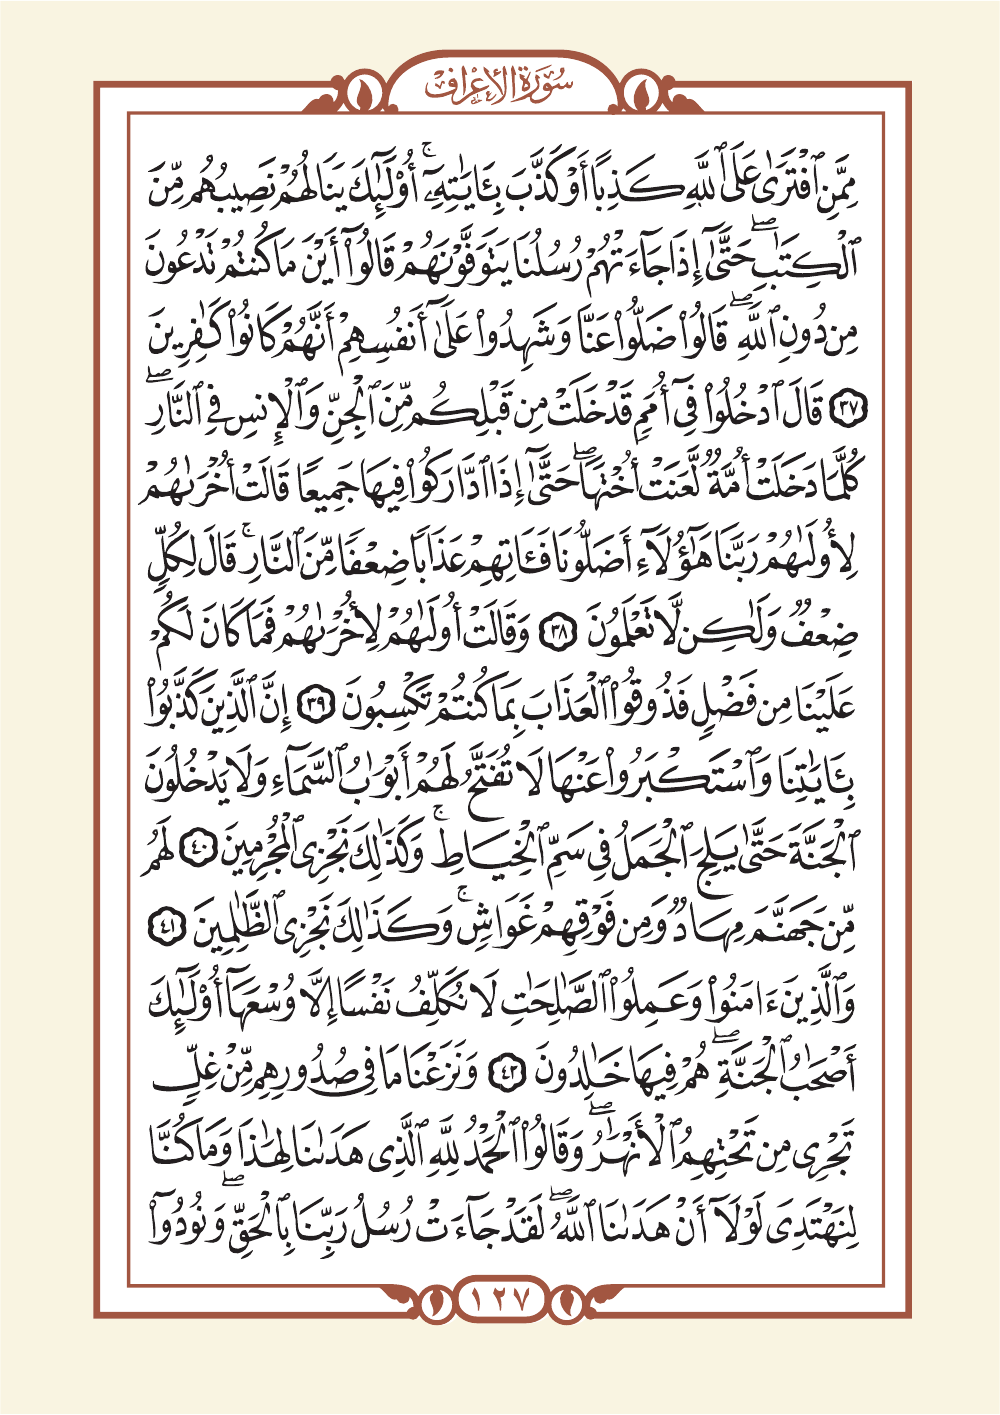 سُورَةُ الأَعْرَاف
مِمَّنِ ٱفْتَرَىٰ عَلَى ٱللَّهِ كَذِبًا أَوْ كَذَّبَ بِـَٔايَٰتِهِۦٓ ۚ أُو۟لَٰٓئِكَ يَنَالُهُمْ نَصِيبُهُم مِّنَ
ٱلْكِتَٰبِ ۖ حَتَّىٰٓ إِذَا جَآءَتْهُمْ رُسُلُنَا يَتَوَفَّوْنَهُمْ قَالُوٓا۟ أَيْنَ مَا كُنتُمْ تَدْعُونَ
مِن دُونِ ٱللَّهِ ۖ قَالُوا۟ ضَلُّوا۟ عَنَّا وَشَهِدُوا۟ عَلَىٰٓ أَنفُسِهِمْ أَنَّهُمْ كَانُوا۟ كَٰفِرِينَ
٣٧ قَالَ ٱدْخُلُوا۟ فِىٓ أُمَمٍ قَدْ خَلَتْ مِن قَبْلِكُم مِّنَ ٱلْجِنِّ وَٱلْإِنسِ فِى ٱلنَّارِ ۖ
كُلَّمَا دَخَلَتْ أُمَّةٌ لَّعَنَتْ أُخْتَهَا ۖ حَتَّىٰٓ إِذَا ٱدَّارَكُوا۟ فِيهَا جَمِيعًا قَالَتْ أُخْرَىٰهُمْ
لِأُولَىٰهُمْ رَبَّنَا هَٰٓؤُلَآءِ أَضَلُّونَا فَـَٔاتِهِمْ عَذَابًا ضِعْفًا مِّنَ ٱلنَّارِ ۚ قَالَ لِكُلٍّ
ضِعْفٌ وَلَٰكِن لَّا تَعْلَمُونَ ٣٨ وَقَالَتْ أُولَىٰهُمْ لِأُخْرَىٰهُمْ فَمَا كَانَ لَكُمْ
عَلَيْنَا مِن فَضْلٍ فَذُوقُوا۟ ٱلْعَذَابَ بِمَا كُنتُمْ تَكْسِبُونَ ٣٩ إِنَّ ٱلَّذِينَ كَذَّبُوا۟
بِـَٔايَٰتِنَا وَٱسْتَكْبَرُوا۟ عَنْهَا لَا تُفَتَّحُ لَهُمْ أَبْوَٰبُ ٱلسَّمَآءِ وَلَا يَدْخُلُونَ
ٱلْجَنَّةَ حَتَّىٰ يَلِجَ ٱلْجَمَلُ فِى سَمِّ ٱلْخِيَاطِ ۚ وَكَذَٰلِكَ نَجْزِى ٱلْمُجْرِمِينَ ٤٠ لَهُم
مِّن جَهَنَّمَ مِهَادٌ وَمِن فَوْقِهِمْ غَوَاشٍ ۚ وَكَذَٰلِكَ نَجْزِى ٱلظَّٰلِمِينَ ٤١
وَٱلَّذِينَ ءَامَنُوا۟ وَعَمِلُوا۟ ٱلصَّٰلِحَٰتِ لَا نُكَلِّفُ نَفْسًا إِلَّا وُسْعَهَآ أُو۟لَٰٓئِكَ
أَصْحَٰبُ ٱلْجَنَّةِ ۖ هُمْ فِيهَا خَٰلِدُونَ ٤٢ وَنَزَعْنَا مَا فِى صُدُورِهِم مِّنْ غِلٍّ
تَجْرِى مِن تَحْتِهِمُ ٱلْأَنْهَٰرُ ۖ وَقَالُوا۟ ٱلْحَمْدُ لِلَّهِ ٱلَّذِى هَدَىٰنَا لِهَٰذَا وَمَا كُنَّا
لِنَهْتَدِىَ لَوْلَآ أَنْ هَدَىٰنَا ٱللَّهُ ۖ لَقَدْ جَآءَتْ رُسُلُ رَبِّنَا بِٱلْحَقِّ ۖ وَنُودُوٓا۟
١٢٧